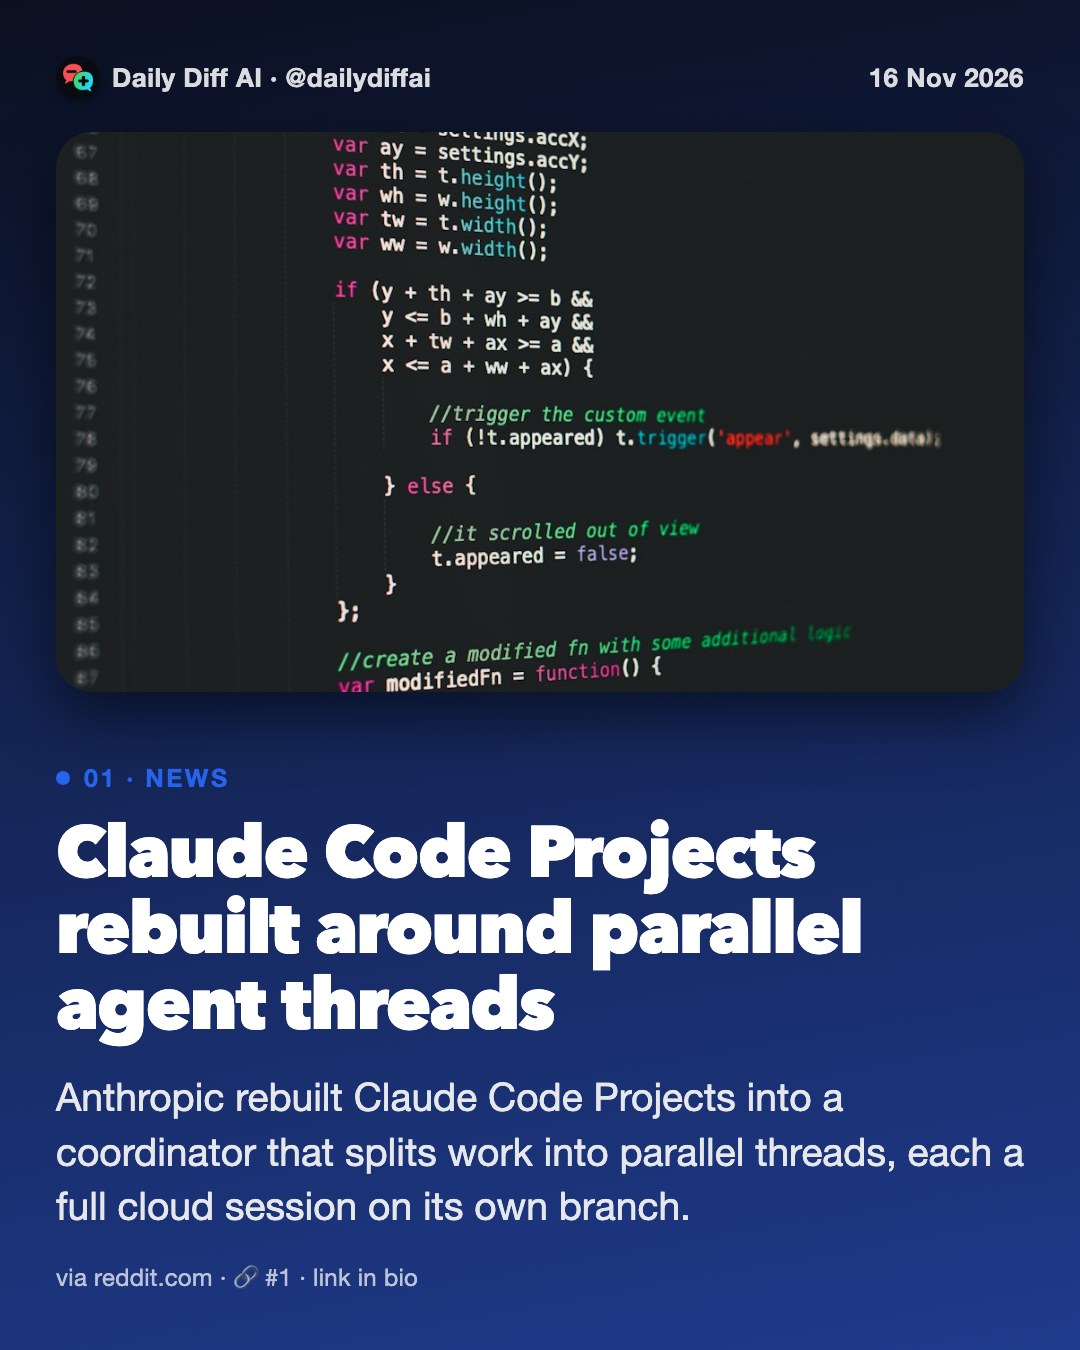 Daily Diff AI · @dailydiffai
16 Nov 2026
67
settings.accX;
68 var ay = settings.accY;
69 var th = t.height();
70 var wh = w.height();
71 var tw = t.width();
var ww = w.width();
72
73 if (y + th + ay >= b &&
74 y <= b + wh + ay &&
75 x + tw + ax >= a &&
76 x <= a + ww + ax) {
77 //trigger the custom event
78 if (!t.appeared) t.trigger('appear', settings.data);
79
80 } else {
81
82 //it scrolled out of view
83 t.appeared = false;
84 }
85 };
86 //create a modified fn with some additional logic
87 var modifiedFn = function() {
01 · NEWS
Claude Code Projects
rebuilt around parallel
agent threads
Anthropic rebuilt Claude Code Projects into a
coordinator that splits work into parallel threads, each a
full cloud session on its own branch.
via reddit.com · 🔗 #1 · link in bio